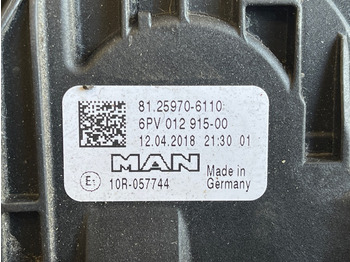 81.25970-6110
6PV 012 915-00
12.04.2018 21:30 01
MAN
Made in
Germany
E1 10R-057744